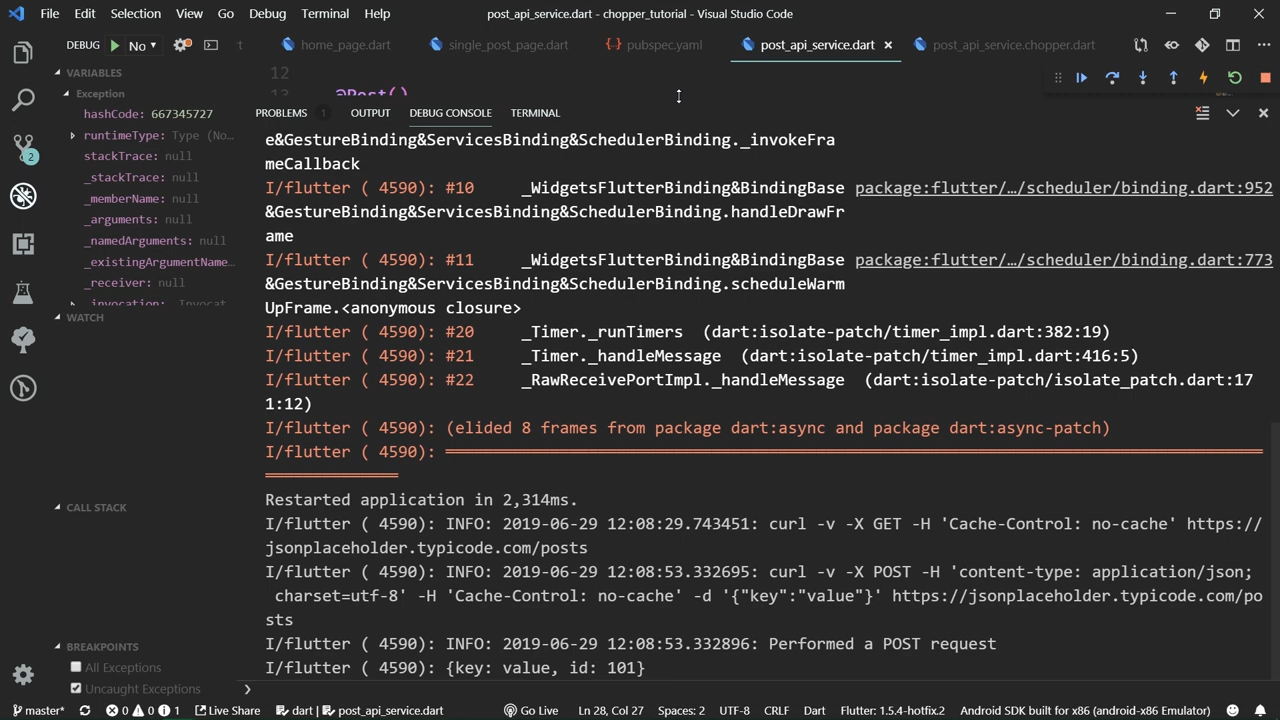 File Edit Selection View Go Debug Terminal Help
post_api_service.dart - chopper_tutorial - Visual Studio Code
DEBUG No
home_page.dart single_post_page.dart pubspec.yaml post_api_service.dart post_api_service.chopper.dart
VARIABLES
Exception
hashCode: 667345727
runtimeType: Type (No…
stackTrace: null
_stackTrace: null
_memberName: null
_arguments: null
_namedArguments: null
_existingArgumentName…
_receiver: null
_invocation: Invocat
WATCH
CALL STACK
BREAKPOINTS
All Exceptions
Uncaught Exceptions
12
13 @Post()
PROBLEMS 1 OUTPUT DEBUG CONSOLE TERMINAL
e&GestureBinding&ServicesBinding&SchedulerBinding._invokeFra
meCallback
I/flutter ( 4590): #10 _WidgetsFlutterBinding&BindingBase package:flutter/…/scheduler/binding.dart:952
&GestureBinding&ServicesBinding&SchedulerBinding.handleDrawFr
ame
I/flutter ( 4590): #11 _WidgetsFlutterBinding&BindingBase package:flutter/…/scheduler/binding.dart:773
&GestureBinding&ServicesBinding&SchedulerBinding.scheduleWarm
UpFrame.<anonymous closure>
I/flutter ( 4590): #20 _Timer._runTimers (dart:isolate-patch/timer_impl.dart:382:19)
I/flutter ( 4590): #21 _Timer._handleMessage (dart:isolate-patch/timer_impl.dart:416:5)
I/flutter ( 4590): #22 _RawReceivePortImpl._handleMessage (dart:isolate-patch/isolate_patch.dart:17
1:12)
I/flutter ( 4590): (elided 8 frames from package dart:async and package dart:async-patch)
I/flutter ( 4590): ══════════════════════════════════════════════════════════════════════════════════════
══════════════
Restarted application in 2,314ms.
I/flutter ( 4590): INFO: 2019-06-29 12:08:29.743451: curl -v -X GET -H 'Cache-Control: no-cache' https://
jsonplaceholder.typicode.com/posts
I/flutter ( 4590): INFO: 2019-06-29 12:08:53.332695: curl -v -X POST -H 'content-type: application/json;
charset=utf-8' -H 'Cache-Control: no-cache' -d '{"key":"value"}' https://jsonplaceholder.typicode.com/po
sts
I/flutter ( 4590): INFO: 2019-06-29 12:08:53.332896: Performed a POST request
I/flutter ( 4590): {key: value, id: 101}
2
master* 0 0 1 Live Share dart | post_api_service.dart Go Live Ln 28, Col 27 Spaces: 2 UTF-8 CRLF Dart Flutter: 1.5.4-hotfix.2 Android SDK built for x86 (android-x86 Emulator)